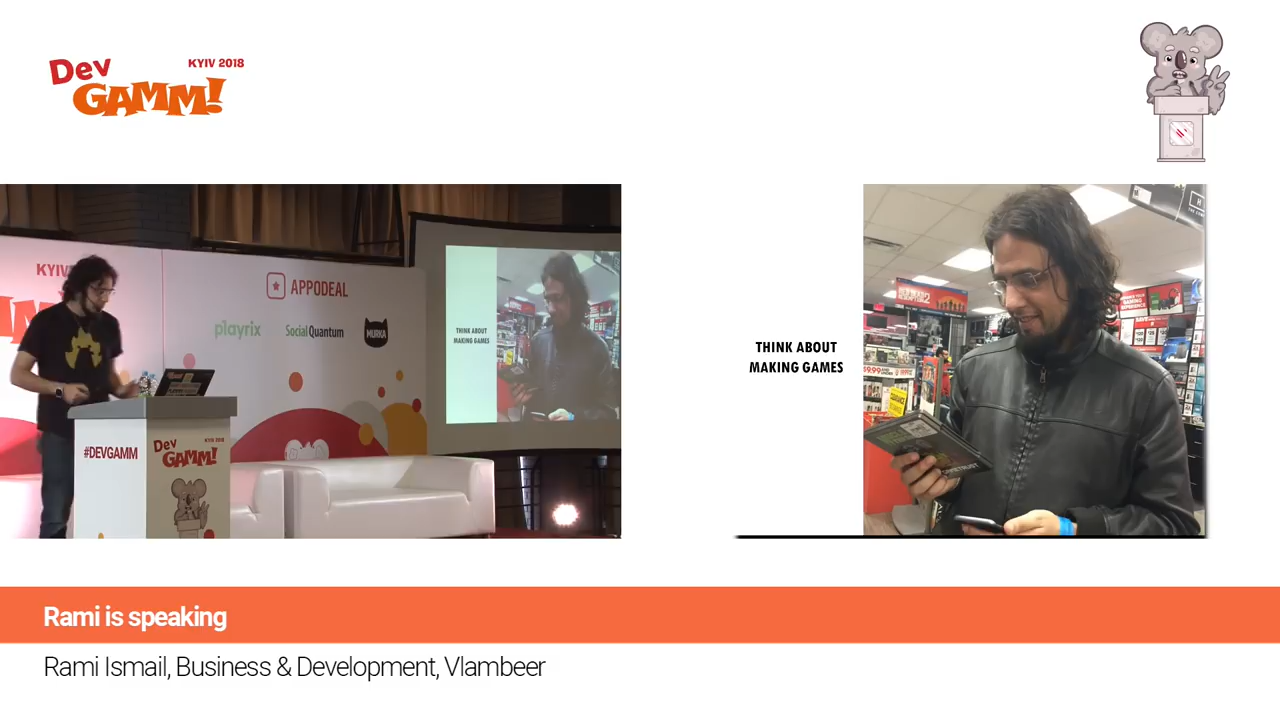 Dev
GAMM!
KYIV 2018
KYIV
APPODEAL
playrix
Social Quantum
MURKA
THINK ABOUT
MAKING GAMES
#DEVGAMM
Dev
GAMM!
KYIV 2018
THINK ABOUT
MAKING GAMES
Rami is speaking
Rami Ismail, Business & Development, Vlambeer